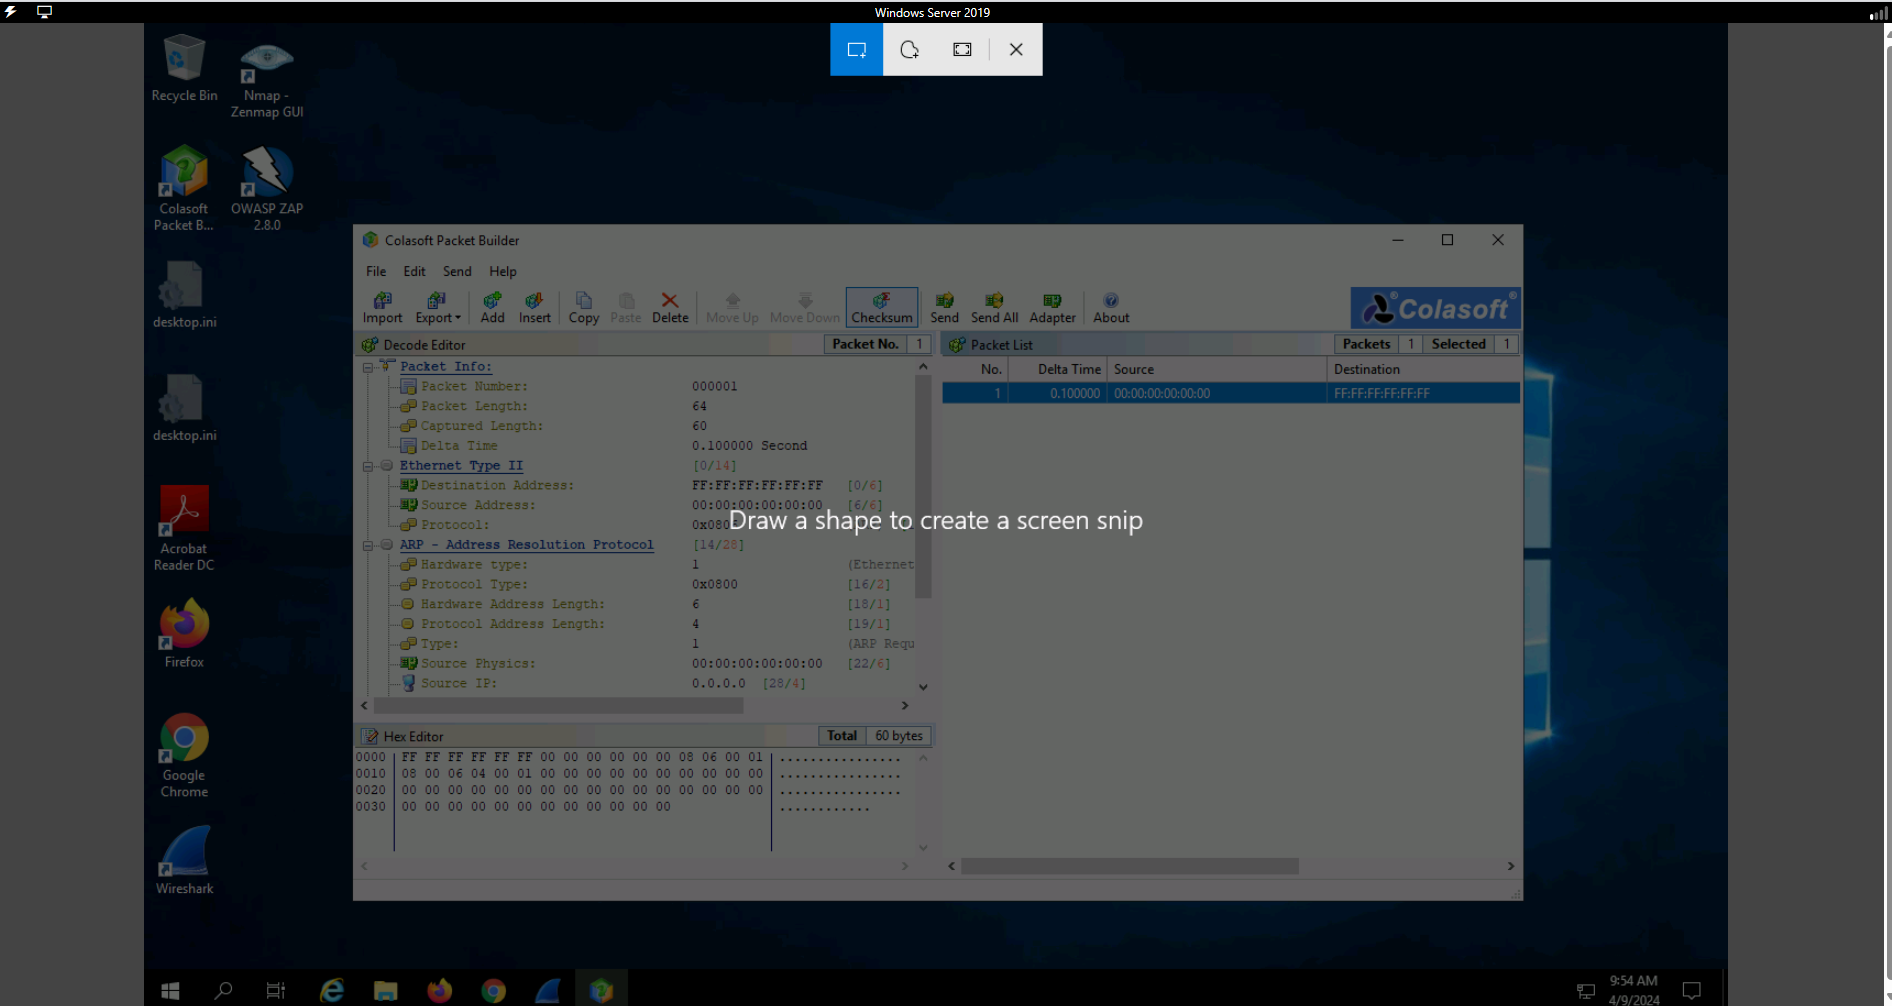 Windows Server 2019
Recycle Bin
Nmap -
Zenmap GUI
Colasoft
Packet B...
OWASP ZAP
2.8.0
desktop.ini
desktop.ini
Acrobat
Reader DC
Firefox
Google
Chrome
Wireshark
Colasoft Packet Builder
File Edit Send Help
Import Export Add Insert Copy Paste Delete Move Up Move Down Checksum Send Send All Adapter About
Colasoft®
Decode Editor Packet No. 1
Packet Info:
Packet Number: 000001
Packet Length: 64
Captured Length: 60
Delta Time 0.100000 Second
Ethernet Type II [0/14]
Destination Address: FF:FF:FF:FF:FF:FF [0/6]
Source Address: 00:00:00:00:00:00 [6/6]
Protocol: 0x080
Draw a shape to create a screen snip
ARP - Address Resolution Protocol [14/28]
Hardware type: 1 (Ethernet
Protocol Type: 0x0800 [16/2]
Hardware Address Length: 6 [18/1]
Protocol Address Length: 4 [19/1]
Type: 1 (ARP Requ
Source Physics: 00:00:00:00:00:00 [22/6]
Source IP: 0.0.0.0 [28/4]
Packet List Packets 1 Selected 1
No. Delta Time Source Destination
1 0.100000 00:00:00:00:00:00 FF:FF:FF:FF:FF:FF
Hex Editor Total 60 bytes
0000 FF FF FF FF FF FF 00 00 00 00 00 00 08 06 00 01 ................
0010 08 00 06 04 00 01 00 00 00 00 00 00 00 00 00 00 ................
0020 00 00 00 00 00 00 00 00 00 00 00 00 00 00 00 00 ................
0030 00 00 00 00 00 00 00 00 00 00 00 00 ............
9:54 AM
4/9/2024